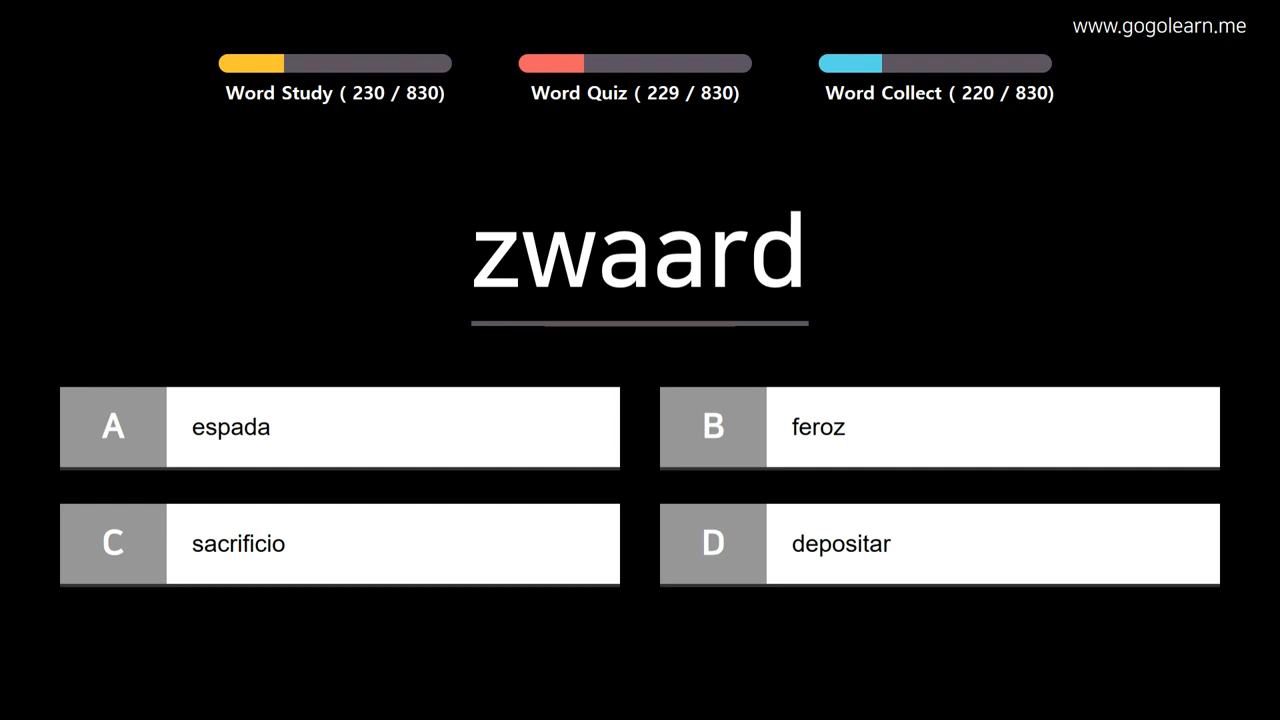 www.gogolearn.me
Word Study ( 230 / 830)
Word Quiz ( 229 / 830)
Word Collect ( 220 / 830)
zwaard
A espada
B feroz
C sacrificio
D depositar